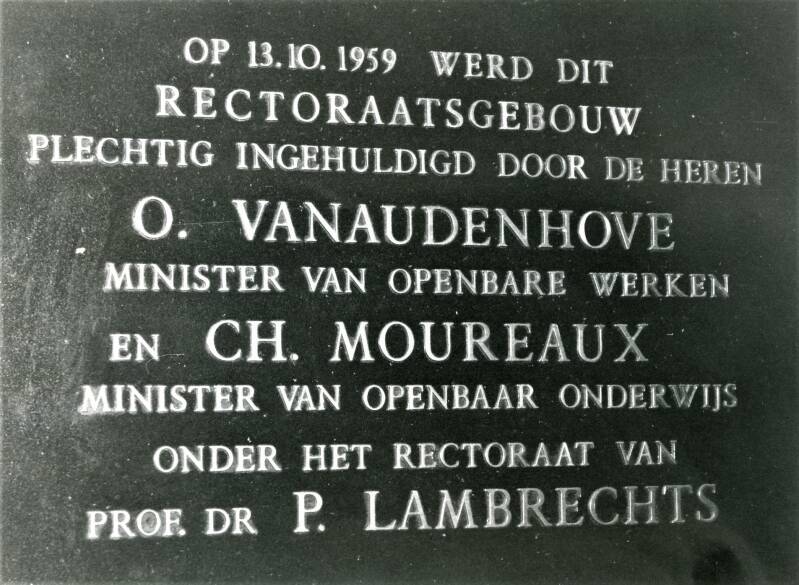 OP 13.10.1959 WERD DIT
RECTORAATSGEBOUW
PLECHTIG INGEHULDIGD DOOR DE HEREN
O. VANAUDENHOVE
MINISTER VAN OPENBARE WERKEN
EN CH. MOUREAUX
MINISTER VAN OPENBAAR ONDERWIJS
ONDER HET RECTORAAT VAN
PROF. DR P. LAMBRECHTS